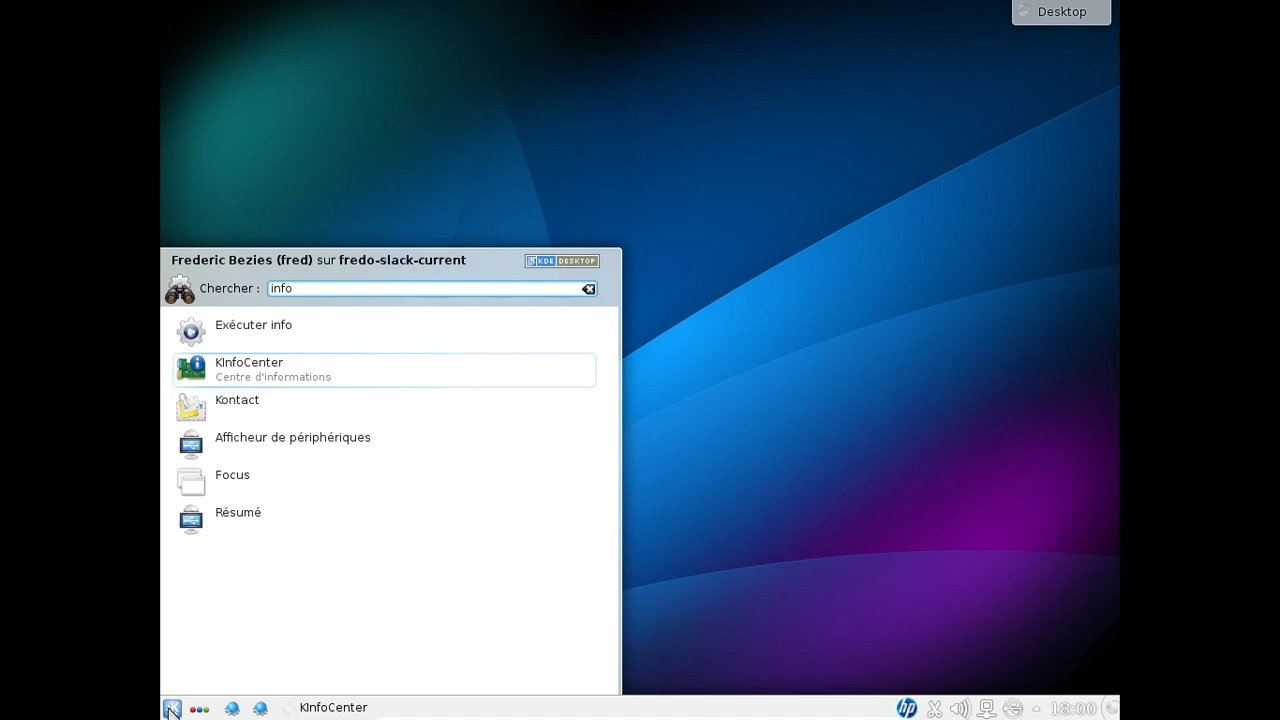 Desktop
Frederic Bezies (fred) sur fredo-slack-current
KDE DESKTOP
Chercher : info
Exécuter info
KInfoCenter
Centre d'informations
Kontact
Afficheur de périphériques
Focus
Résumé
KInfoCenter
hp
18:00